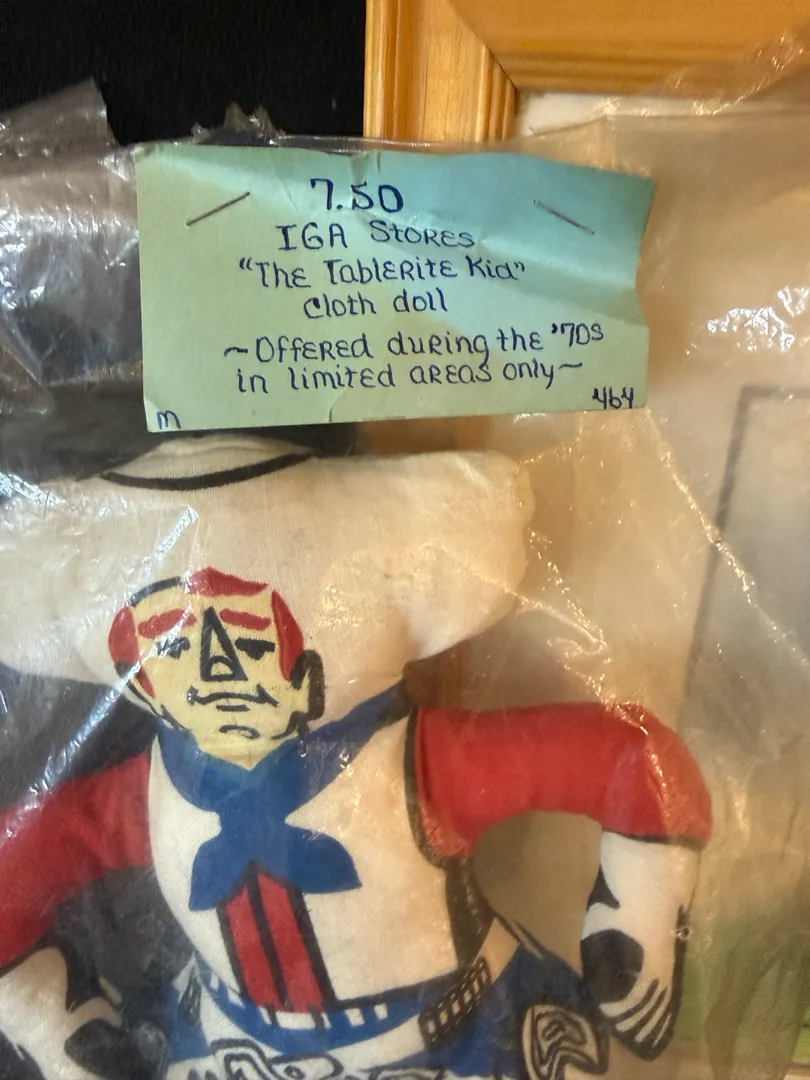 7.50
IGA STORES
"The TableRite Kid"
cloth doll
~Offered during the '70s
in limited areas only~
m 464